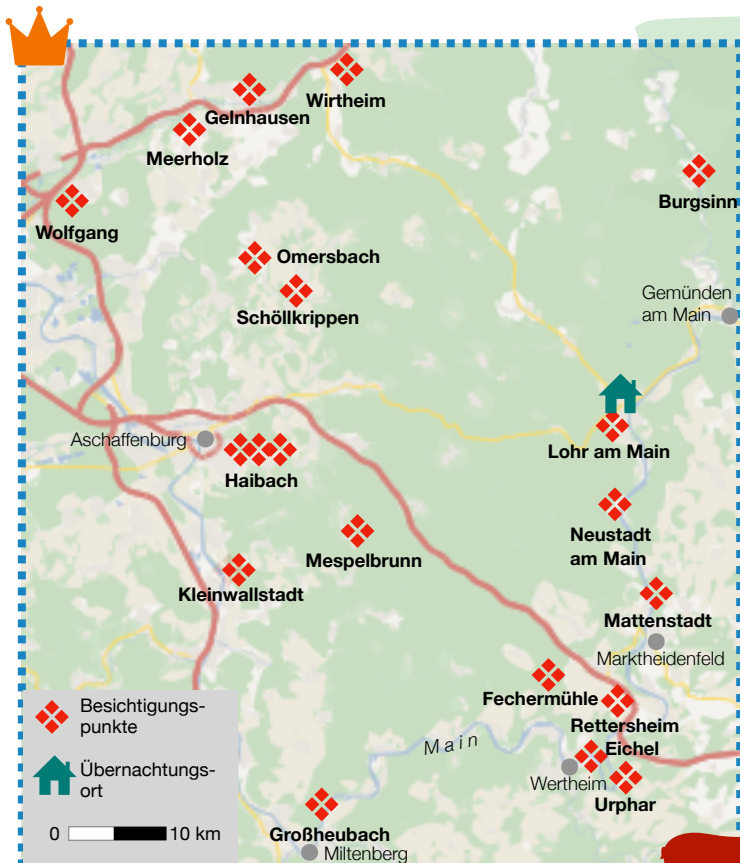 Wirtheim
Gelnhausen
Meerholz
Burgsinn
Wolfgang
Omersbach
Schöllkrippen
Gemünden
am Main
Aschaffenburg
Lohr am Main
Haibach
Neustadt
am Main
Mespelbrunn
Kleinwallstadt
Mattenstadt
Marktheidenfeld
Fechermühle
Rettersheim
Main
Eichel
Wertheim
Urphar
Großheubach
Miltenberg
Besichtigungs-
punkte
Übernachtungs-
ort
0 10 km